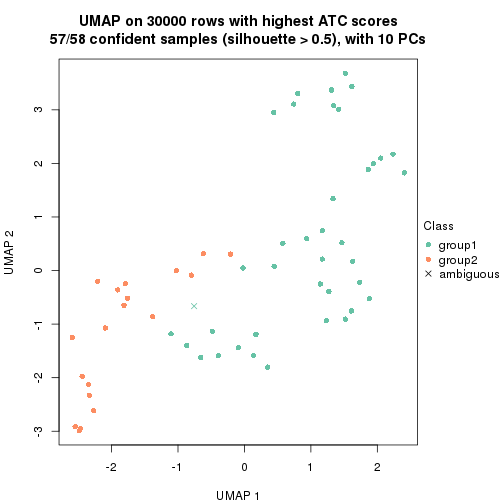 UMAP on 30000 rows with highest ATC scores
57/58 confident samples (silhouette > 0.5), with 10 PCs
3
2
1
0
-1
-2
-3
UMAP 2
-2
-1
0
1
2
UMAP 1
Class
group1
group2
ambiguous